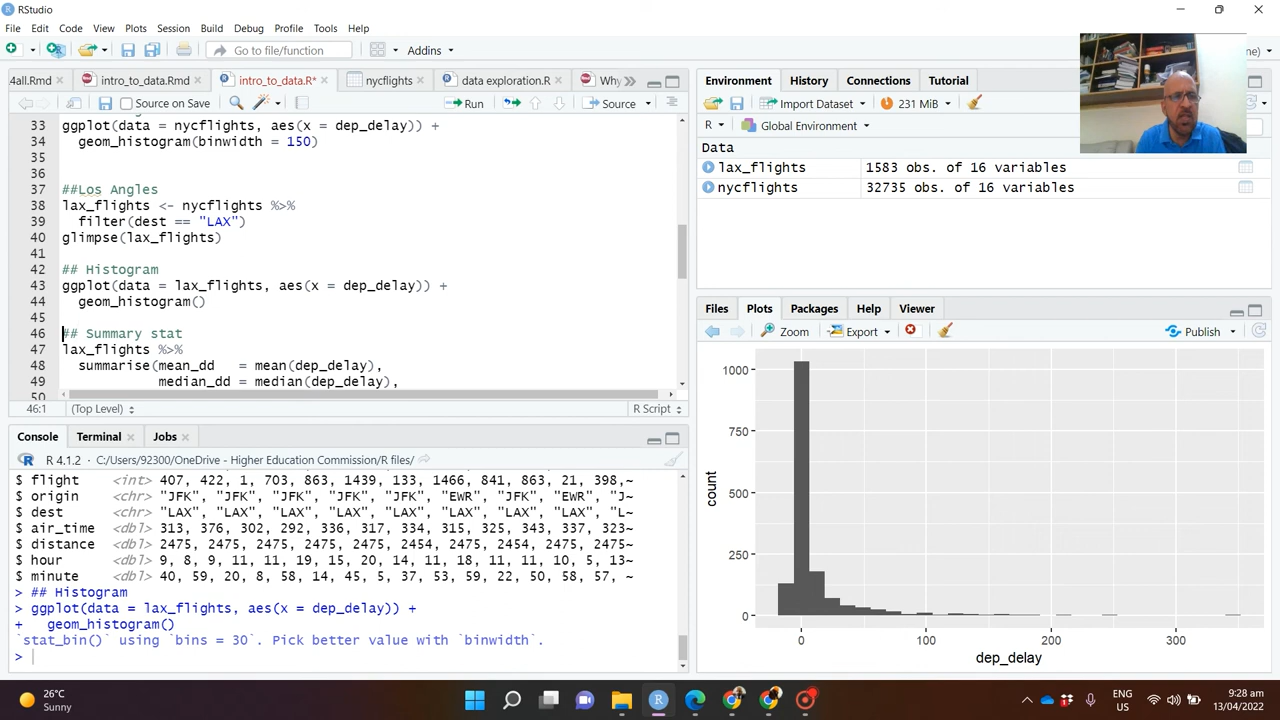 RStudio
File Edit Code View Plots Session Build Debug Profile Tools Help
Go to file/function
Addins
4all.Rmd
intro_to_data.Rmd
intro_to_data.R*
nycflights
data exploration.R
Why
Source on Save
Run
Source
33 ggplot(data = nycflights, aes(x = dep_delay)) +
34 geom_histogram(binwidth = 150)
35
36
37 ##Los Angles
38 lax_flights <- nycflights %>%
39 filter(dest == "LAX")
40 glimpse(lax_flights)
41
42 ## Histogram
43 ggplot(data = lax_flights, aes(x = dep_delay)) +
44 geom_histogram()
45
46 ## Summary stat
47 lax_flights %>%
48 summarise(mean_dd = mean(dep_delay),
49 median_dd = median(dep_delay),
50
46:1 (Top Level) R Script
Console Terminal Jobs
R 4.1.2 · C:/Users/92300/OneDrive - Higher Education Commission/R files/
$ flight <int> 407, 422, 1, 703, 863, 1439, 133, 1466, 841, 863, 21, 398,~
$ origin <chr> "JFK", "JFK", "JFK", "JFK", "JFK", "EWR", "JFK", "EWR", "J~
$ dest <chr> "LAX", "LAX", "LAX", "LAX", "LAX", "LAX", "LAX", "LAX", "L~
$ air_time <dbl> 313, 376, 302, 292, 336, 317, 334, 315, 325, 343, 337, 323~
$ distance <dbl> 2475, 2475, 2475, 2475, 2475, 2454, 2475, 2454, 2475, 2475~
$ hour <dbl> 9, 8, 9, 11, 11, 19, 15, 20, 14, 11, 18, 11, 11, 10, 5, 13~
$ minute <dbl> 40, 59, 20, 8, 58, 14, 45, 5, 37, 53, 59, 22, 50, 58, 57, ~
> ## Histogram
> ggplot(data = lax_flights, aes(x = dep_delay)) +
+ geom_histogram()
`stat_bin()` using `bins = 30`. Pick better value with `binwidth`.
>
Environment History Connections Tutorial
Import Dataset
231 MiB
R
Global Environment
Data
lax_flights 1583 obs. of 16 variables
nycflights 32735 obs. of 16 variables
Files Plots Packages Help Viewer
Zoom Export Publish
1000
750
500
250
0
count
0 100 200 300
dep_delay
26°C
Sunny
ENG
US
9:28 am
13/04/2022